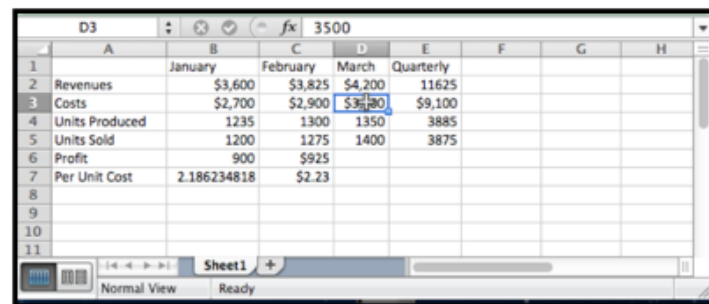 D3 fx 3500
A B C D E F G H
1 January February March Quarterly
2 Revenues $3,600 $3,825 $4,200 11625
3 Costs $2,700 $2,900 $9,100
4 Units Produced 1235 1300 1350 3885
5 Units Sold 1200 1275 1400 3875
6 Profit 900 $925
7 Per Unit Cost 2.186234818 $2.23
8
9
10
11
Sheet1 +
Normal View Ready